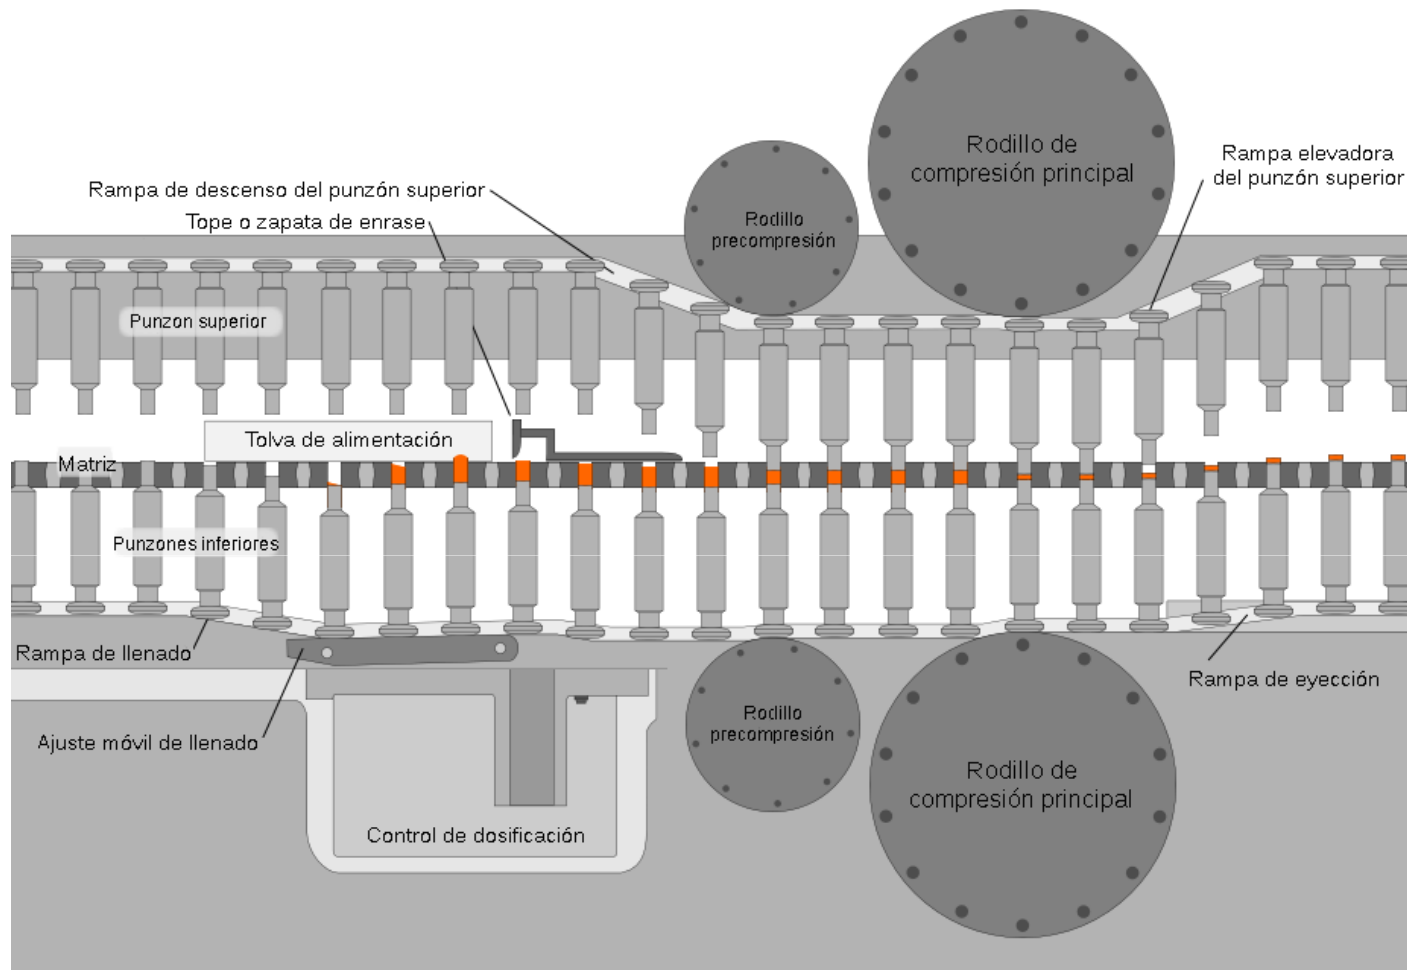 Rodillo de
compresión principal
Rampa elevadora
del punzón superior
Rampa de descenso del punzón superior
Tope o zapata de enrase
Rodillo
precompresión
Punzon superior
Tolva de alimentación
Matriz
Punzones inferiores
Rampa de llenado
Rampa de eyección
Ajuste móvil de llenado
Rodillo
precompresión
Rodillo de
compresión principal
Control de dosificación